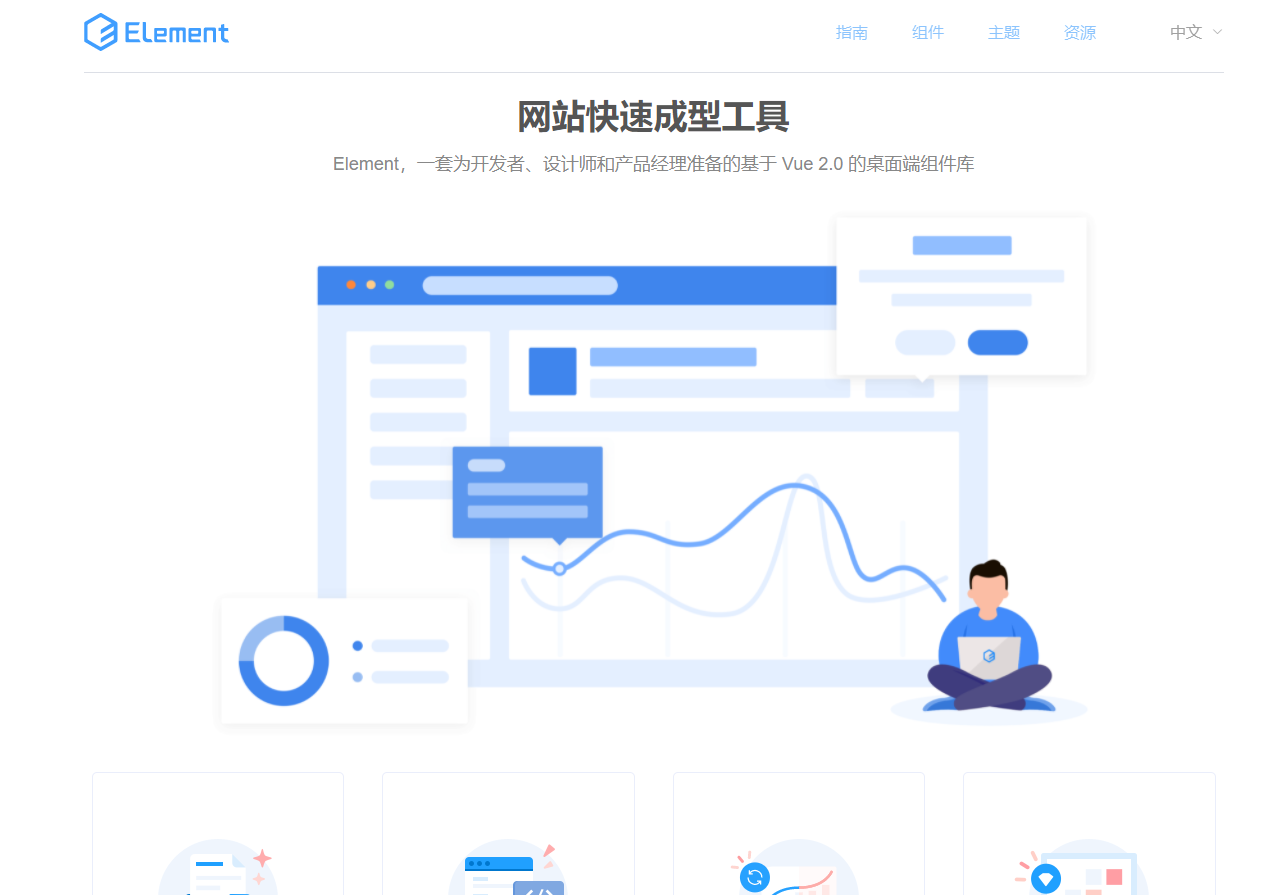 Element
指南
组件
主题
资源
中文
网站快速成型工具
Element，一套为开发者、设计师和产品经理准备的基于 Vue 2.0 的桌面端组件库